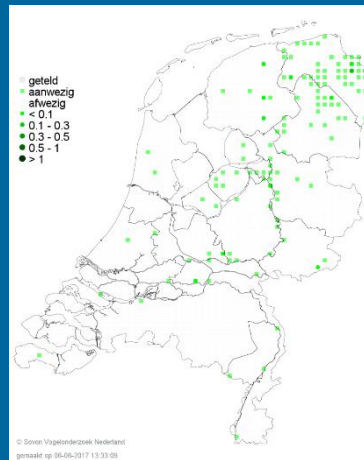 geteld
aanwezig
afwezig
< 0.1
0.1 - 0.3
0.3 - 0.5
0.5 - 1
> 1
© Sovon Vogelonderzoek Nederland
gemaakt op 06-06-2017 13:33:09